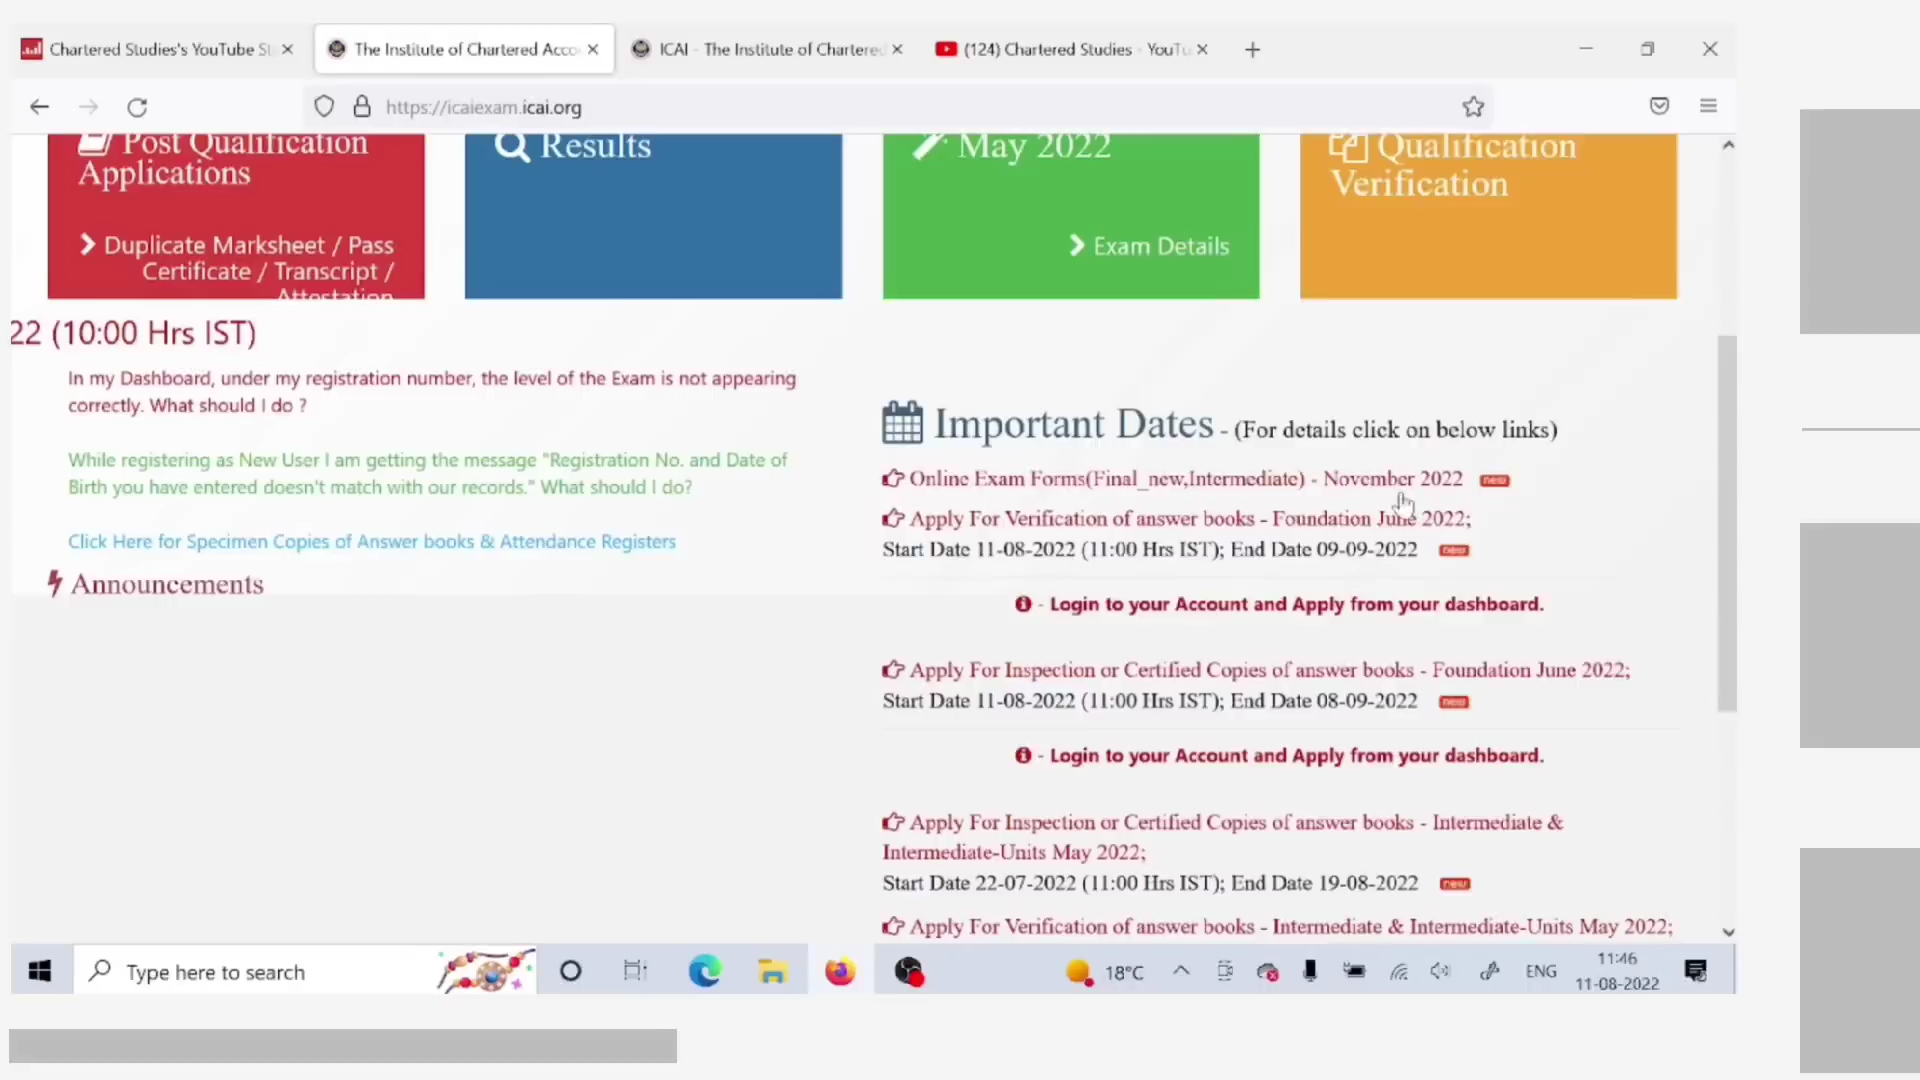 Chartered Studies's YouTube St
The Institute of Chartered Acco
ICAI - The Institute of Chartered
(124) Chartered Studies - YouTu
https://icaiexam.icai.org
Post Qualification
Applications
Duplicate Marksheet / Pass
Certificate / Transcript /
Attestation
Results
May 2022
Exam Details
Qualification
Verification
22 (10:00 Hrs IST)
In my Dashboard, under my registration number, the level of the Exam is not appearing
correctly. What should I do ?
While registering as New User I am getting the message "Registration No. and Date of
Birth you have entered doesn't match with our records." What should I do?
Click Here for Specimen Copies of Answer books & Attendance Registers
Announcements
Important Dates - (For details click on below links)
Online Exam Forms(Final_new,Intermediate) - November 2022 new
Apply For Verification of answer books - Foundation June 2022;
Start Date 11-08-2022 (11:00 Hrs IST); End Date 09-09-2022 new
- Login to your Account and Apply from your dashboard.
Apply For Inspection or Certified Copies of answer books - Foundation June 2022;
Start Date 11-08-2022 (11:00 Hrs IST); End Date 08-09-2022 new
- Login to your Account and Apply from your dashboard.
Apply For Inspection or Certified Copies of answer books - Intermediate &
Intermediate-Units May 2022;
Start Date 22-07-2022 (11:00 Hrs IST); End Date 19-08-2022 new
Apply For Verification of answer books - Intermediate & Intermediate-Units May 2022;
Type here to search
18°C
ENG
11:46
11-08-2022